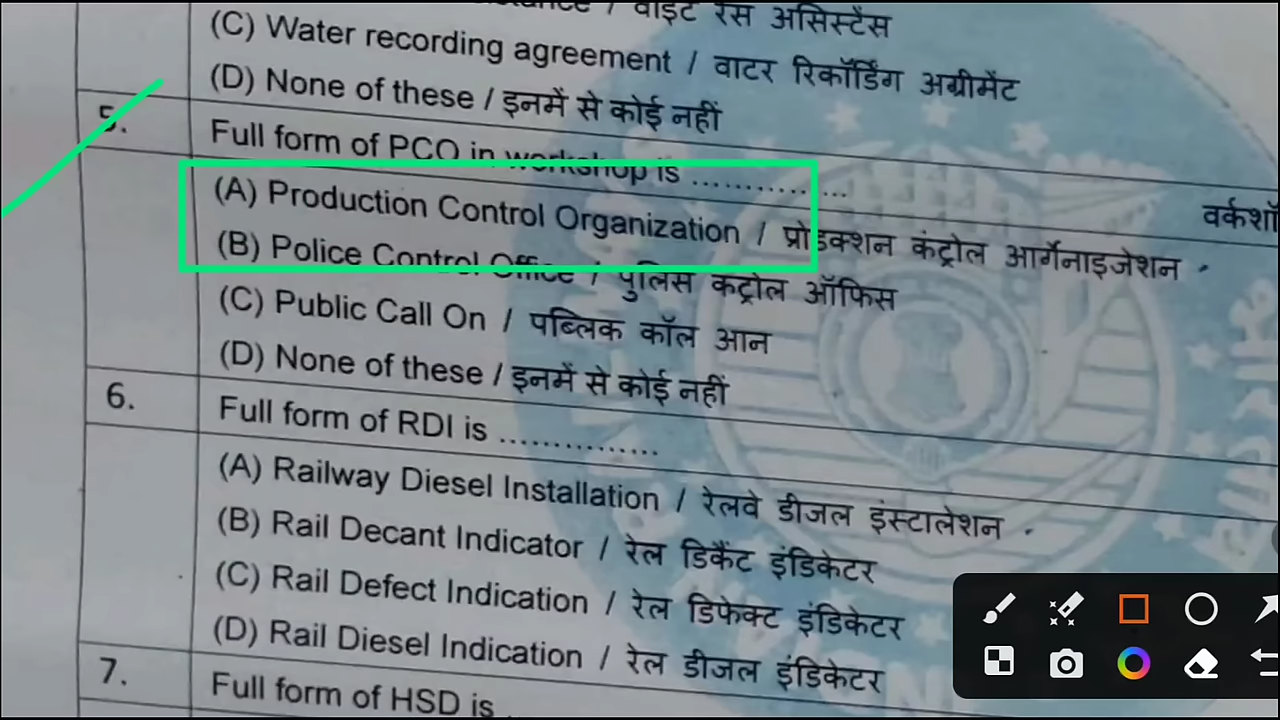 / वाइट रेस असिस्टेंस
(C) Water recording agreement / वाटर रिकॉर्डिंग अग्रीमेंट
(D) None of these / इनमें से कोई नहीं
5.
Full form of PCO in workshop is ..................
वर्कशॉ
(A) Production Control Organization / प्रोडक्शन कंट्रोल आर्गेनाइजेशन
(B) Police Control Office / पुलिस कंट्रोल ऑफिस
(C) Public Call On / पब्लिक कॉल आन
(D) None of these / इनमें से कोई नहीं
6.
Full form of RDI is ...............
(A) Railway Diesel Installation / रेलवे डीजल इंस्टालेशन
(B) Rail Decant Indicator / रेल डिकैंट इंडिकेटर
(C) Rail Defect Indication / रेल डिफेक्ट इंडिकेटर
(D) Rail Diesel Indication / रेल डीजल इंडिकेटर
7.
Full form of HSD is